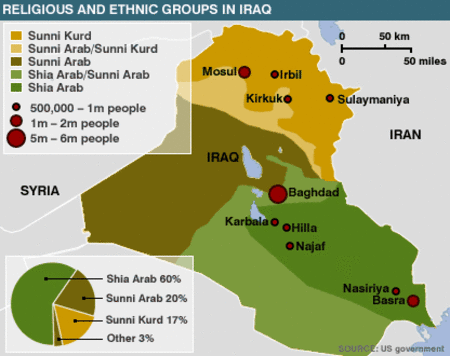 RELIGIOUS AND ETHNIC GROUPS IN IRAQ
Sunni Kurd
Sunni Arab/Sunni Kurd
Sunni Arab
Shia Arab/Sunni Arab
Shia Arab
500,000 - 1m people
1m - 2m people
5m - 6m people
0 50 km
0 50 miles
Mosul
Irbil
Kirkuk
Sulaymaniya
IRAN
IRAQ
SYRIA
Baghdad
Karbala
Hilla
Najaf
Nasiriya
Basra
Shia Arab 60%
Sunni Arab 20%
Sunni Kurd 17%
Other 3%
SOURCE: US government